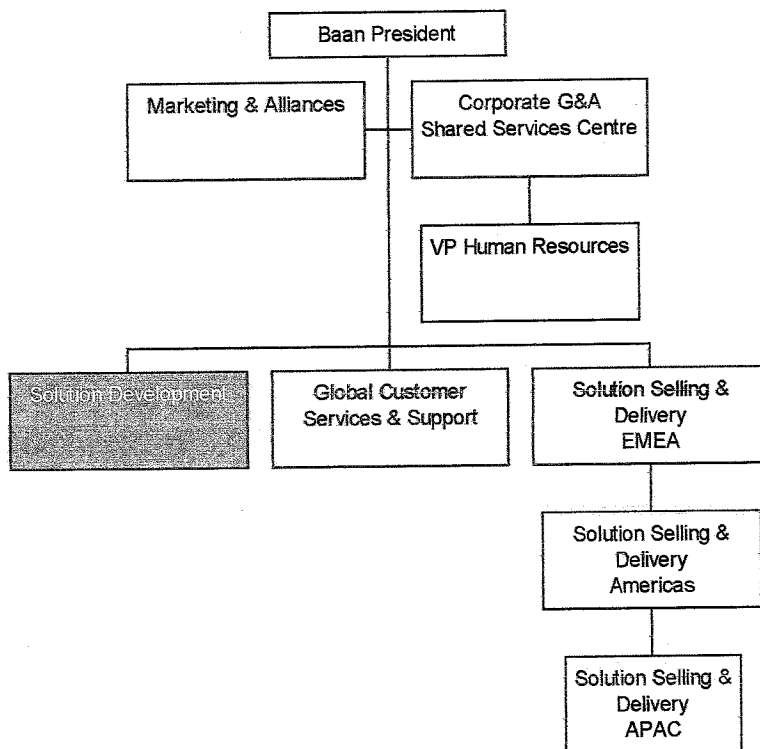 Baan President
Marketing & Alliances
Corporate G&A
Shared Services Centre
VP Human Resources
Solution Development
Global Customer
Services & Support
Solution Selling &
Delivery
EMEA
Solution Selling &
Delivery
Americas
Solution Selling &
Delivery
APAC